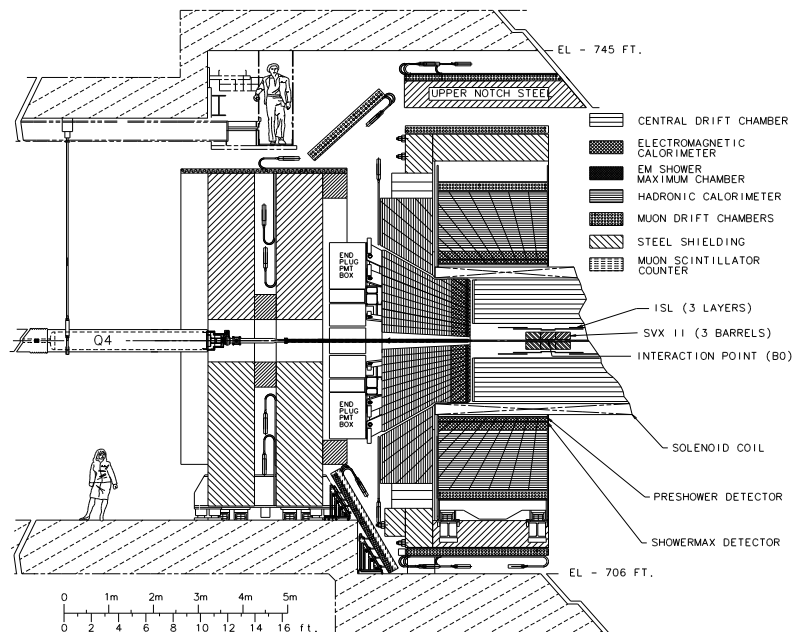 EL - 745 FT.
UPPER NOTCH STEEL
CENTRAL DRIFT CHAMBER
ELECTROMAGNETIC
CALORIMETER
EM SHOWER
MAXIMUM CHAMBER
HADRONIC CALORIMETER
MUON DRIFT CHAMBERS
STEEL SHIELDING
MUON SCINTILLATOR
COUNTER
END
PLUG
PMT
BOX
ISL (3 LAYERS)
SVX II (3 BARRELS)
INTERACTION POINT (B0)
Q4
END
PLUG
PMT
BOX
SOLENOID COIL
PRESHOWER DETECTOR
SHOWERMAX DETECTOR
EL - 706 FT.
0 1m 2m 3m 4m 5m
0 2 4 6 8 10 12 14 16 ft.